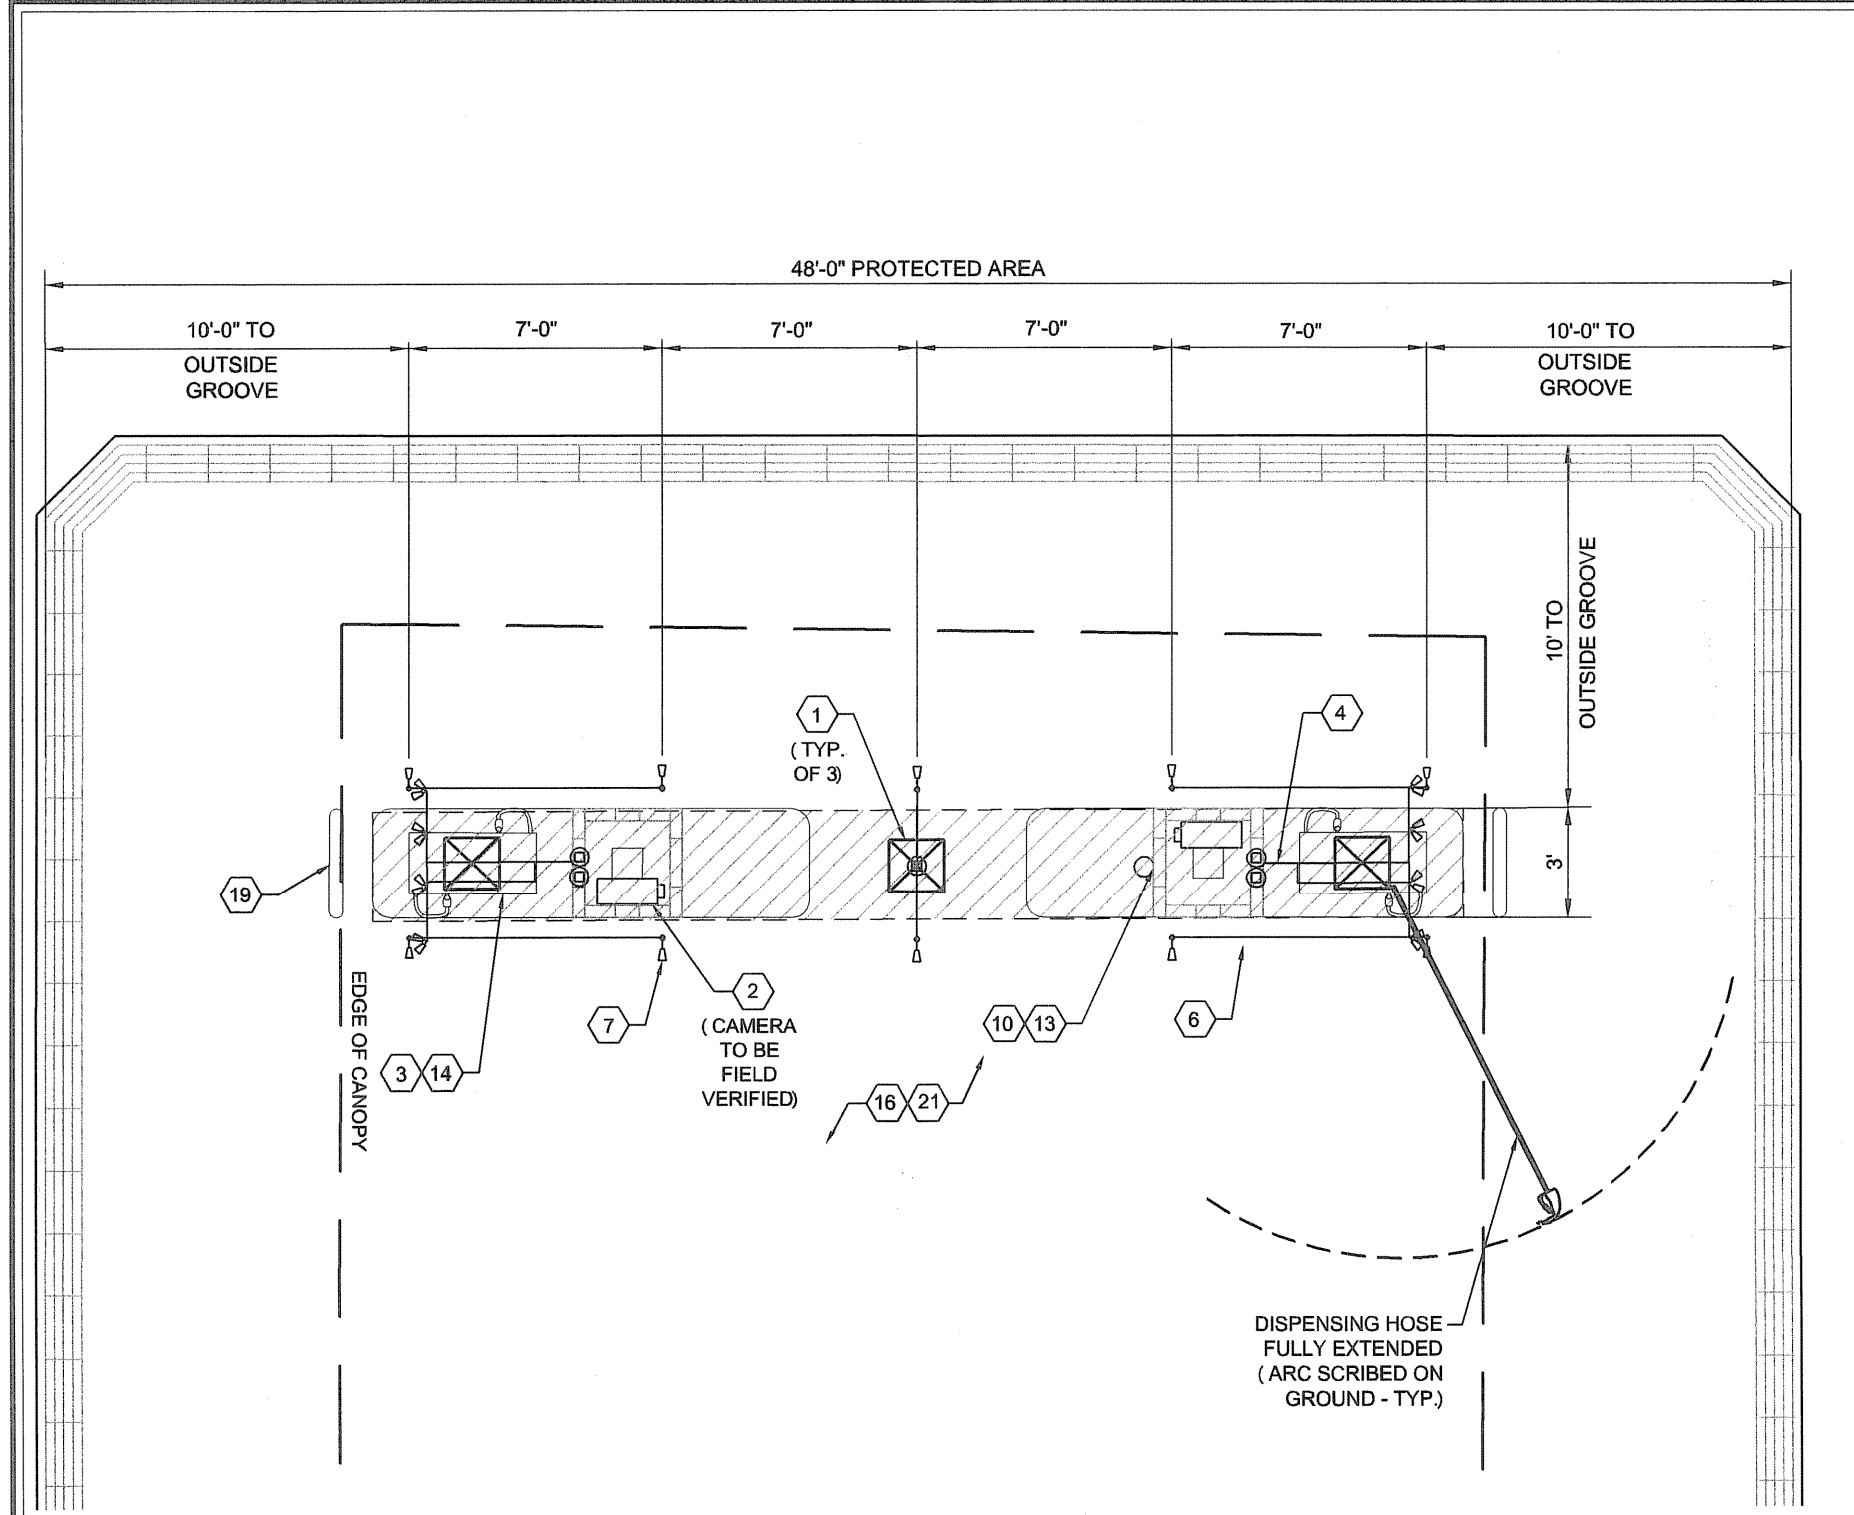 48'-0" PROTECTED AREA
10'-0" TO
OUTSIDE
GROOVE
7'-0"
7'-0"
7'-0"
7'-0"
10'-0" TO
OUTSIDE
GROOVE
10' TO
OUTSIDE GROOVE
3'
1
(TYP.
OF 3)
4
19
EDGE OF CANOPY
3 14
7
2
(CAMERA
TO BE
FIELD
VERIFIED)
10 13
16 21
6
DISPENSING HOSE
FULLY EXTENDED
(ARC SCRIBED ON
GROUND - TYP.)